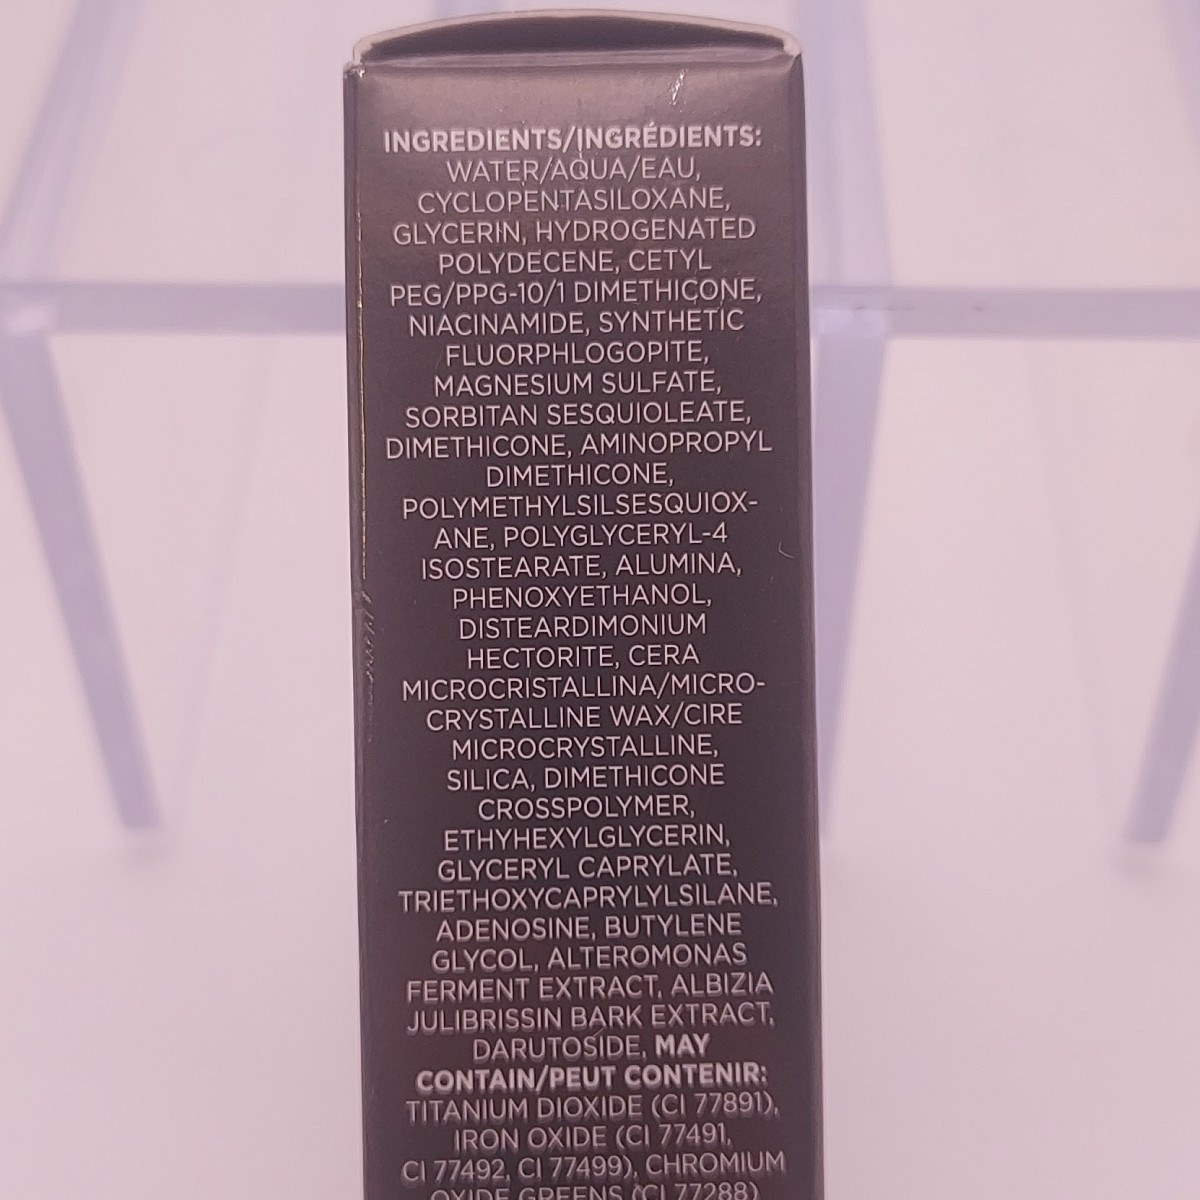 INGREDIENTS/INGRÉDIENTS:
WATER/AQUA/EAU,
CYCLOPENTASILOXANE,
GLYCERIN, HYDROGENATED
POLYDECENE, CETYL
PEG/PPG-10/1 DIMETHICONE,
NIACINAMIDE, SYNTHETIC
FLUORPHLOGOPITE,
MAGNESIUM SULFATE,
SORBITAN SESQUIOLEATE,
DIMETHICONE, AMINOPROPYL
DIMETHICONE,
POLYMETHYLSILSESQUIOX-
ANE, POLYGLYCERYL-4
ISOSTEARATE, ALUMINA,
PHENOXYETHANOL,
DISTEARDIMONIUM
HECTORITE, CERA
MICROCRISTALLINA/MICRO-
CRYSTALLINE WAX/CIRE
MICROCRYSTALLINE,
SILICA, DIMETHICONE
CROSSPOLYMER,
ETHYHEXYLGLYCERIN,
GLYCERYL CAPRYLATE,
TRIETHOXYCAPRYLYLSILANE,
ADENOSINE, BUTYLENE
GLYCOL, ALTEROMONAS
FERMENT EXTRACT, ALBIZIA
JULIBRISSIN BARK EXTRACT,
DARUTOSIDE, MAY
CONTAIN/PEUT CONTENIR:
TITANIUM DIOXIDE (CI 77891),
IRON OXIDE (CI 77491,
CI 77492, CI 77499), CHROMIUM
OXIDE GREENS (CI 77288)